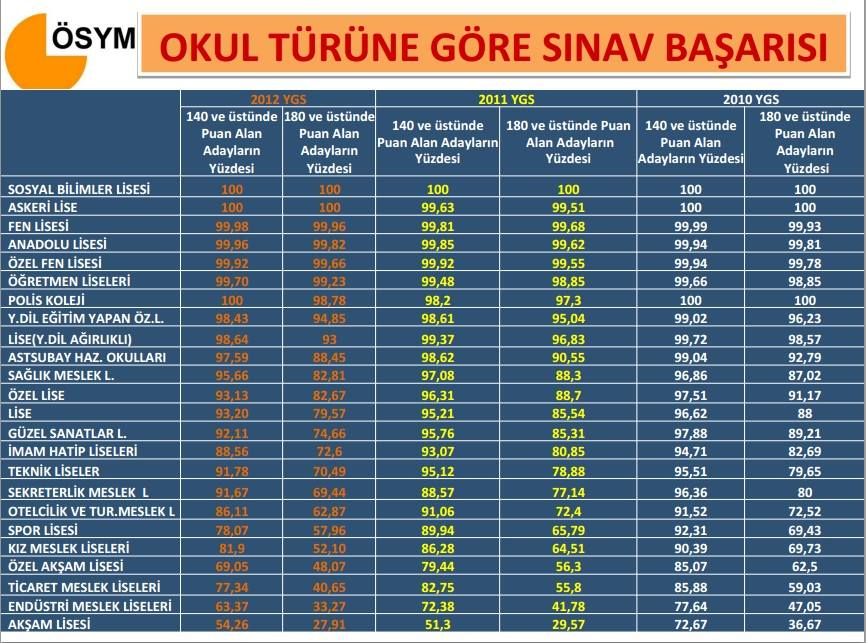 ÖSYM
OKUL TÜRÜNE GÖRE SINAV BAŞARISI
2012 YGS 2011 YGS 2010 YGS
140 ve üstünde Puan Alan Adayların Yüzdesi 180 ve üstünde Puan Alan Adayların Yüzdesi 140 ve üstünde Puan Alan Adayların Yüzdesi 180 ve üstünde Puan Alan Adayların Yüzdesi 140 ve üstünde Puan Alan Adayların Yüzdesi 180 ve üstünde Puan Alan Adayların Yüzdesi
SOSYAL BİLİMLER LİSESİ 100 100 100 100 100 100
ASKERİ LİSE 100 100 99,63 99,51 100 100
FEN LİSESİ 99,98 99,96 99,81 99,68 99,99 99,93
ANADOLU LİSESİ 99,96 99,82 99,85 99,62 99,94 99,81
ÖZEL FEN LİSESİ 99,92 99,66 99,92 99,55 99,94 99,78
ÖĞRETMEN LİSELERİ 99,70 99,23 99,48 98,85 99,66 98,85
POLİS KOLEJİ 100 98,78 98,2 97,3 100 100
Y.DİL EĞİTİM YAPAN ÖZ.L. 98,43 94,85 98,61 95,04 99,02 96,23
LİSE(Y.DİL AĞIRLIKLI) 98,64 93 99,37 96,83 99,72 98,57
ASTSUBAY HAZ. OKULLARI 97,59 88,45 98,62 90,55 99,04 92,79
SAĞLIK MESLEK L. 95,66 82,81 97,08 88,3 96,86 87,02
ÖZEL LİSE 93,13 82,67 96,31 88,7 97,51 91,17
LİSE 93,20 79,57 95,21 85,54 96,62 88
GÜZEL SANATLAR L. 92,11 74,66 95,76 85,31 97,88 89,21
İMAM HATİP LİSELERİ 88,56 72,6 93,07 80,85 94,71 82,69
TEKNİK LİSELER 91,78 70,49 95,12 78,88 95,51 79,65
SEKRETERLİK MESLEK L 91,67 69,44 88,57 77,14 96,36 80
OTELCİLİK VE TUR.MESLEK L 86,11 62,87 91,06 72,4 91,52 72,52
SPOR LİSESİ 78,07 57,96 89,94 65,79 92,31 69,43
KIZ MESLEK LİSELERİ 81,9 52,10 86,28 64,51 90,39 69,73
ÖZEL AKŞAM LİSESİ 69,05 48,07 79,44 56,3 85,07 62,5
TİCARET MESLEK LİSELERİ 77,34 40,65 82,75 55,8 85,88 59,03
ENDÜSTRİ MESLEK LİSELERİ 63,37 33,27 72,38 41,78 77,64 47,05
AKŞAM LİSESİ 54,26 27,91 51,3 29,57 72,67 36,67